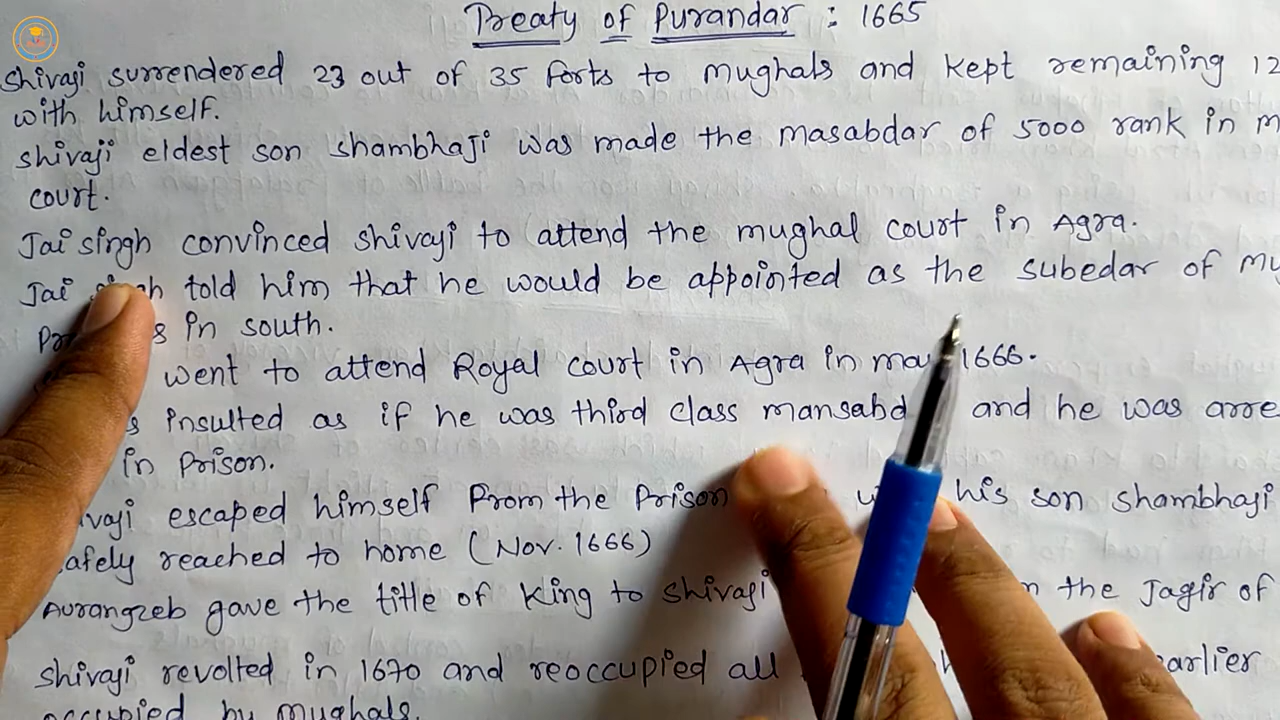 Treaty of Purandar : 1665
Shivaji surrendered 23 out of 35 forts to mughals and kept remaining 12
with himself.
Shivaji eldest son Shambhaji was made the masabdar of 5000 rank in
court.
Jai singh convinced Shivaji to attend the mughal court in Agra.
Jai told him that he would be appointed as the subedar of
in south.
went to attend Royal court in Agra in 1666.
insulted as if he was third class and he was
in prison.
escaped himself from the prison his son Shambhaji
reached to home (Nov. 1666)
Aurangzeb gave the title of king to Shivaji the Jagir of
Shivaji revolted in 1670 and reoccupied all
occupied by mughals.